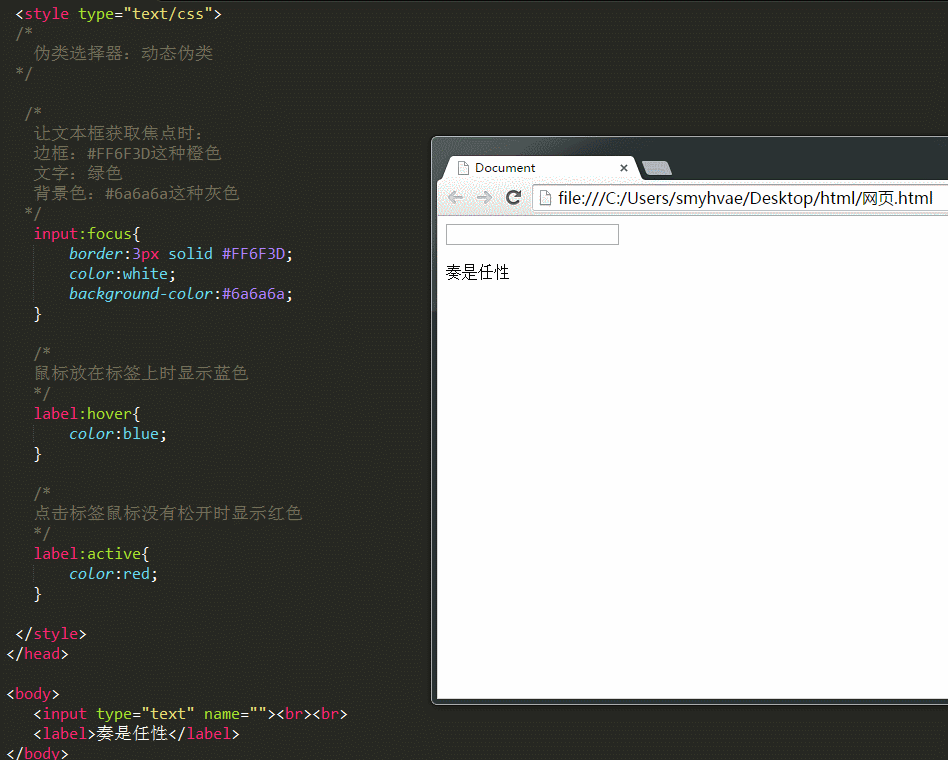 <style type="text/css">
/*
伪类选择器：动态伪类
*/
/*
让文本框获取焦点时：
边框：#FF6F3D这种橙色
文字：绿色
背景色：#6a6a6a这种灰色
*/
input:focus{
border:3px solid #FF6F3D;
color:white;
background-color:#6a6a6a;
}
/*
鼠标放在标签上时显示蓝色
*/
label:hover{
color:blue;
}
/*
点击标签鼠标没有松开时显示红色
*/
label:active{
color:red;
}
</style>
</head>
<body>
<input type="text" name=""><br><br>
<label>奏是任性</label>
</body>
Document
file:///C:/Users/smyhvae/Desktop/html/网页.html
奏是任性